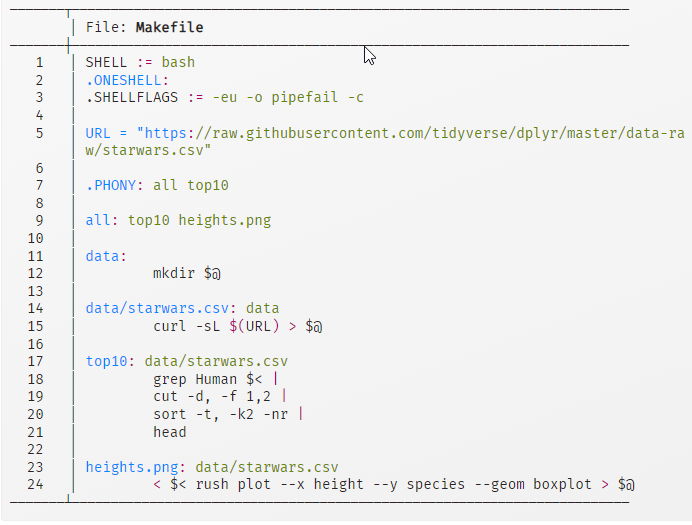 File: Makefile
1 SHELL := bash
2 .ONESHELL:
3 .SHELLFLAGS := -eu -o pipefail -c
4
5 URL = "https://raw.githubusercontent.com/tidyverse/dplyr/master/data-ra
w/starwars.csv"
6
7 .PHONY: all top10
8
9 all: top10 heights.png
10
11 data:
12 mkdir $@
13
14 data/starwars.csv: data
15 curl -sL $(URL) > $@
16
17 top10: data/starwars.csv
18 grep Human $< |
19 cut -d, -f 1,2 |
20 sort -t, -k2 -nr |
21 head
22
23 heights.png: data/starwars.csv
24 < $< rush plot --x height --y species --geom boxplot > $@